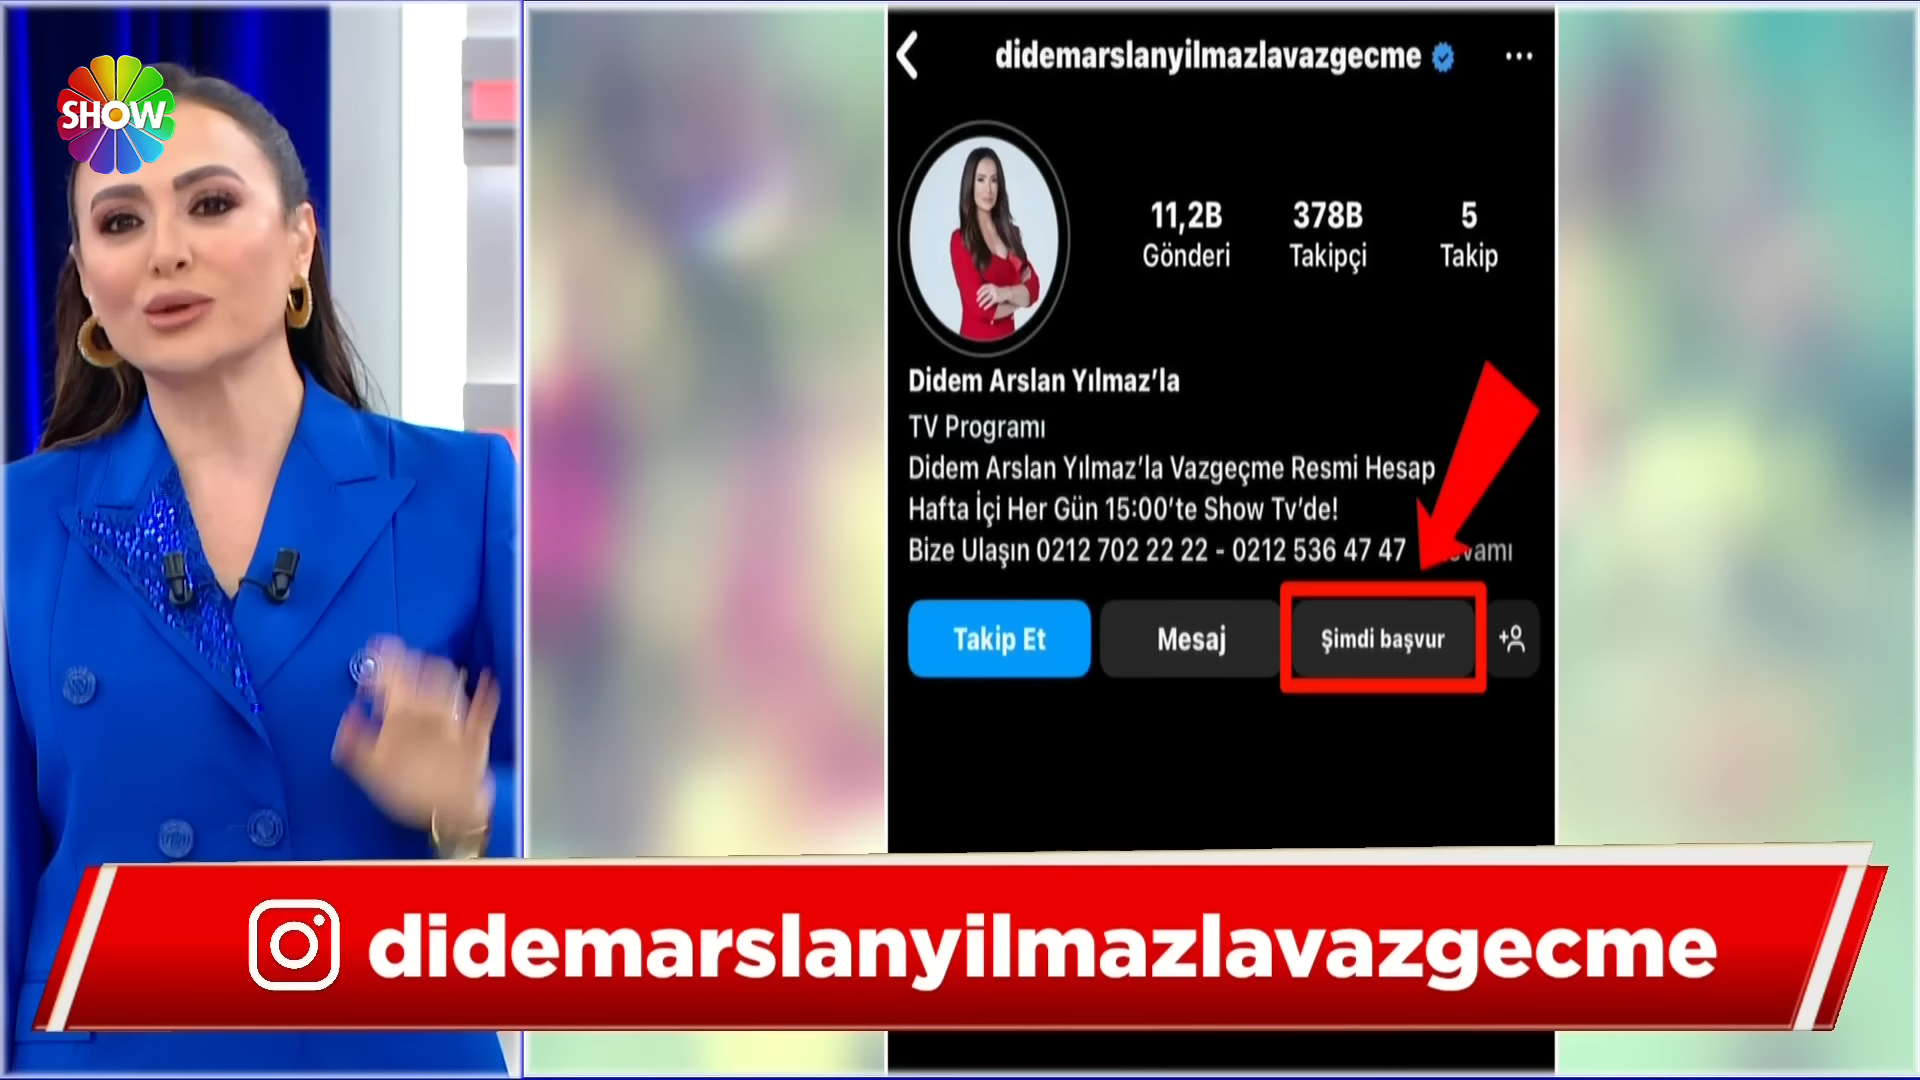 SHOW
didemarslanyilmazlavazgecme
11,2B 378B 5
Gönderi Takipçi Takip
Didem Arslan Yılmaz'la
TV Programı
Didem Arslan Yılmaz'la Vazgeçme Resmi Hesap
Hafta İçi Her Gün 15:00'te Show Tv'de!
Bize Ulaşın 0212 702 22 22 - 0212 536 47 47
Takip Et Mesaj Şimdi başvur
didemarslanyilmazlavazgecme